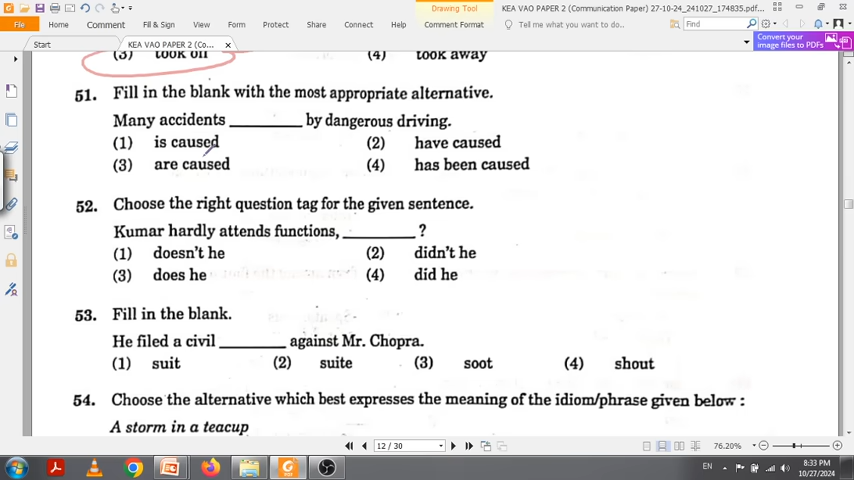 Drawing Tool
KEA VAO PAPER 2 (Communication Paper) 27-10-24_241027_174835.pdf...
File Home Comment Fill & Sign View Form Protect Share Connect Help Comment Format Tell me what you want to do... Find
Start KEA VAO PAPER 2 (Co...
Convert your image files to PDFs!
(3) took off (4) took away
51. Fill in the blank with the most appropriate alternative.
Many accidents ________ by dangerous driving.
(1) is caused (2) have caused
(3) are caused (4) has been caused
52. Choose the right question tag for the given sentence.
Kumar hardly attends functions, ________ ?
(1) doesn't he (2) didn't he
(3) does he (4) did he
53. Fill in the blank.
He filed a civil ________ against Mr. Chopra.
(1) suit (2) suite (3) soot (4) shout
54. Choose the alternative which best expresses the meaning of the idiom/phrase given below :
A storm in a teacup
12 / 30 76.20%
EN 8:33 PM
10/27/2024